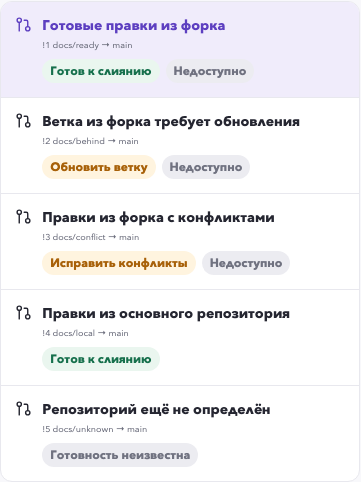 Готовые правки из форка
!1 docs/ready → main
Готов к слиянию Недоступно
Ветка из форка требует обновления
!2 docs/behind → main
Обновить ветку Недоступно
Правки из форка с конфликтами
!3 docs/conflict → main
Исправить конфликты Недоступно
Правки из основного репозитория
!4 docs/local → main
Готов к слиянию
Репозиторий ещё не определён
!5 docs/unknown → main
Готовность неизвестна